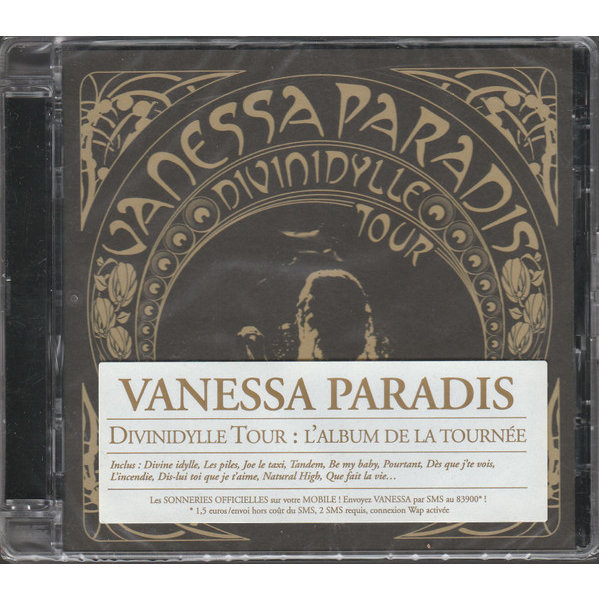 VANESSA PARADIS
DIVINIDYLLE
TOUR
VANESSA PARADIS
DIVINIDYLLE TOUR : L'ALBUM DE LA TOURNÉE
Inclus : Divine idylle, Les piles, Joe le taxi, Tandem, Be my baby, Pourtant, Dès que j'te vois,
L'incendie, Dis-lui toi que je t'aime, Natural High, Que fait la vie…
Les SONNERIES OFFICIELLES sur votre MOBILE ! Envoyez VANESSA par SMS au 83900* !
* 1,5 euros/envoi hors coût du SMS, 2 SMS requis, connexion Wap activée